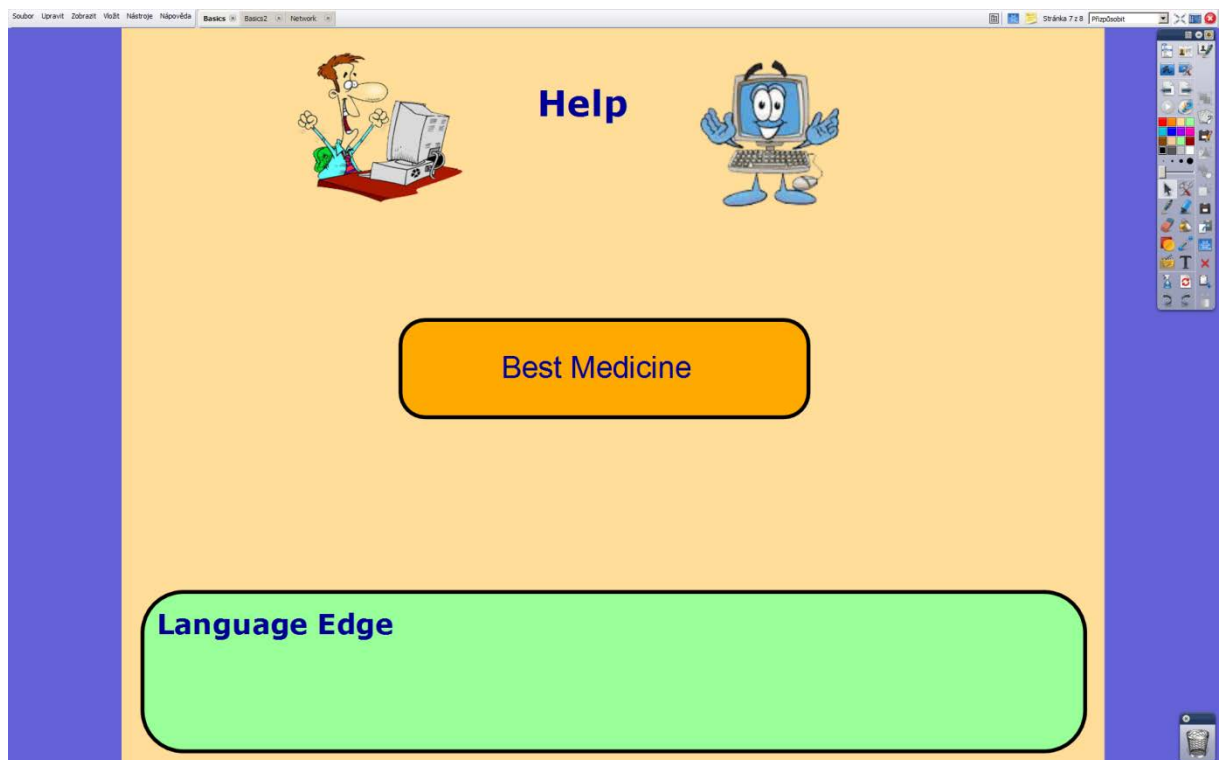 Soubor Upravit Zobrazit Vložit Nástroje Nápověda Basics Basics2 Network Stránka 7 z 8 Přizpůsobit
Help
Best Medicine
Language Edge